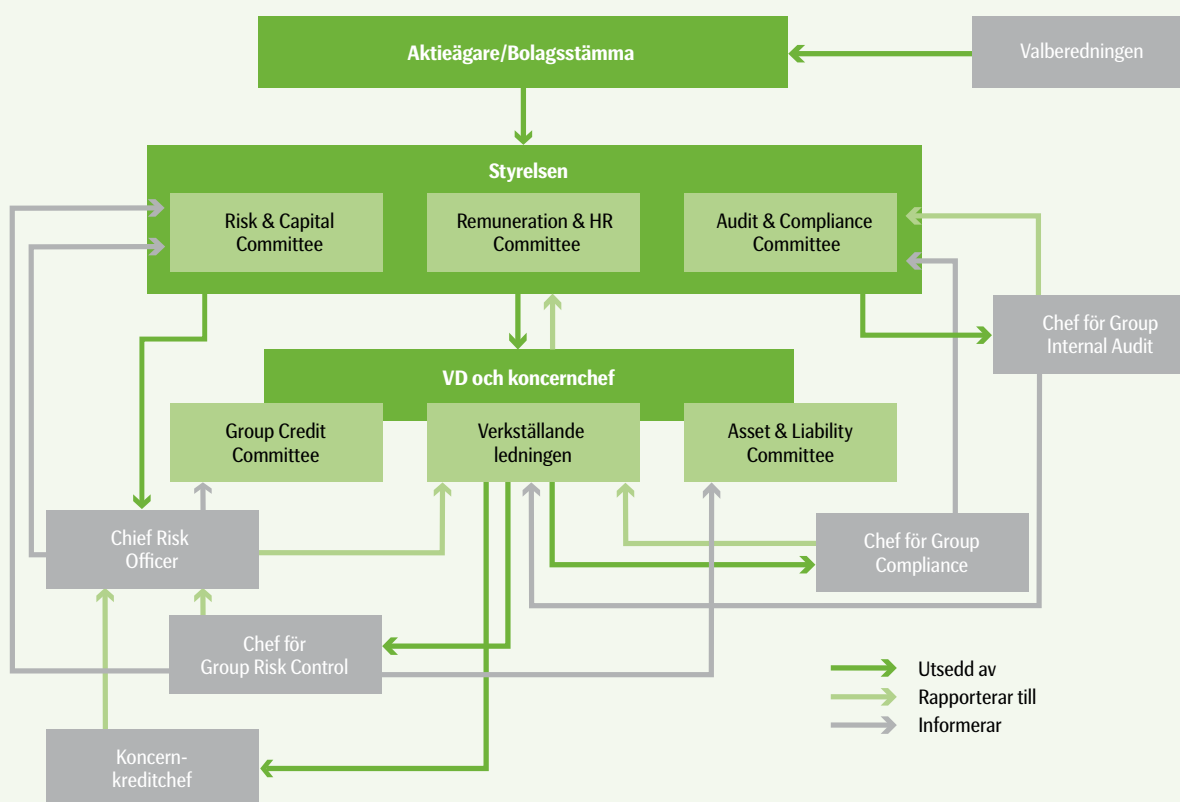 Aktieägare/Bolagsstämma
Valberedningen
Styrelsen
Risk & Capital
Committee
Remuneration & HR
Committee
Audit & Compliance
Committee
Chef för Group
Internal Audit
VD och koncernchef
Group Credit
Committee
Verkställande
ledningen
Asset & Liability
Committee
Chief Risk
Officer
Chef för Group
Compliance
Chef för
Group Risk Control
Koncern-
kreditchef
Utsedd av
Rapporterar till
Informerar